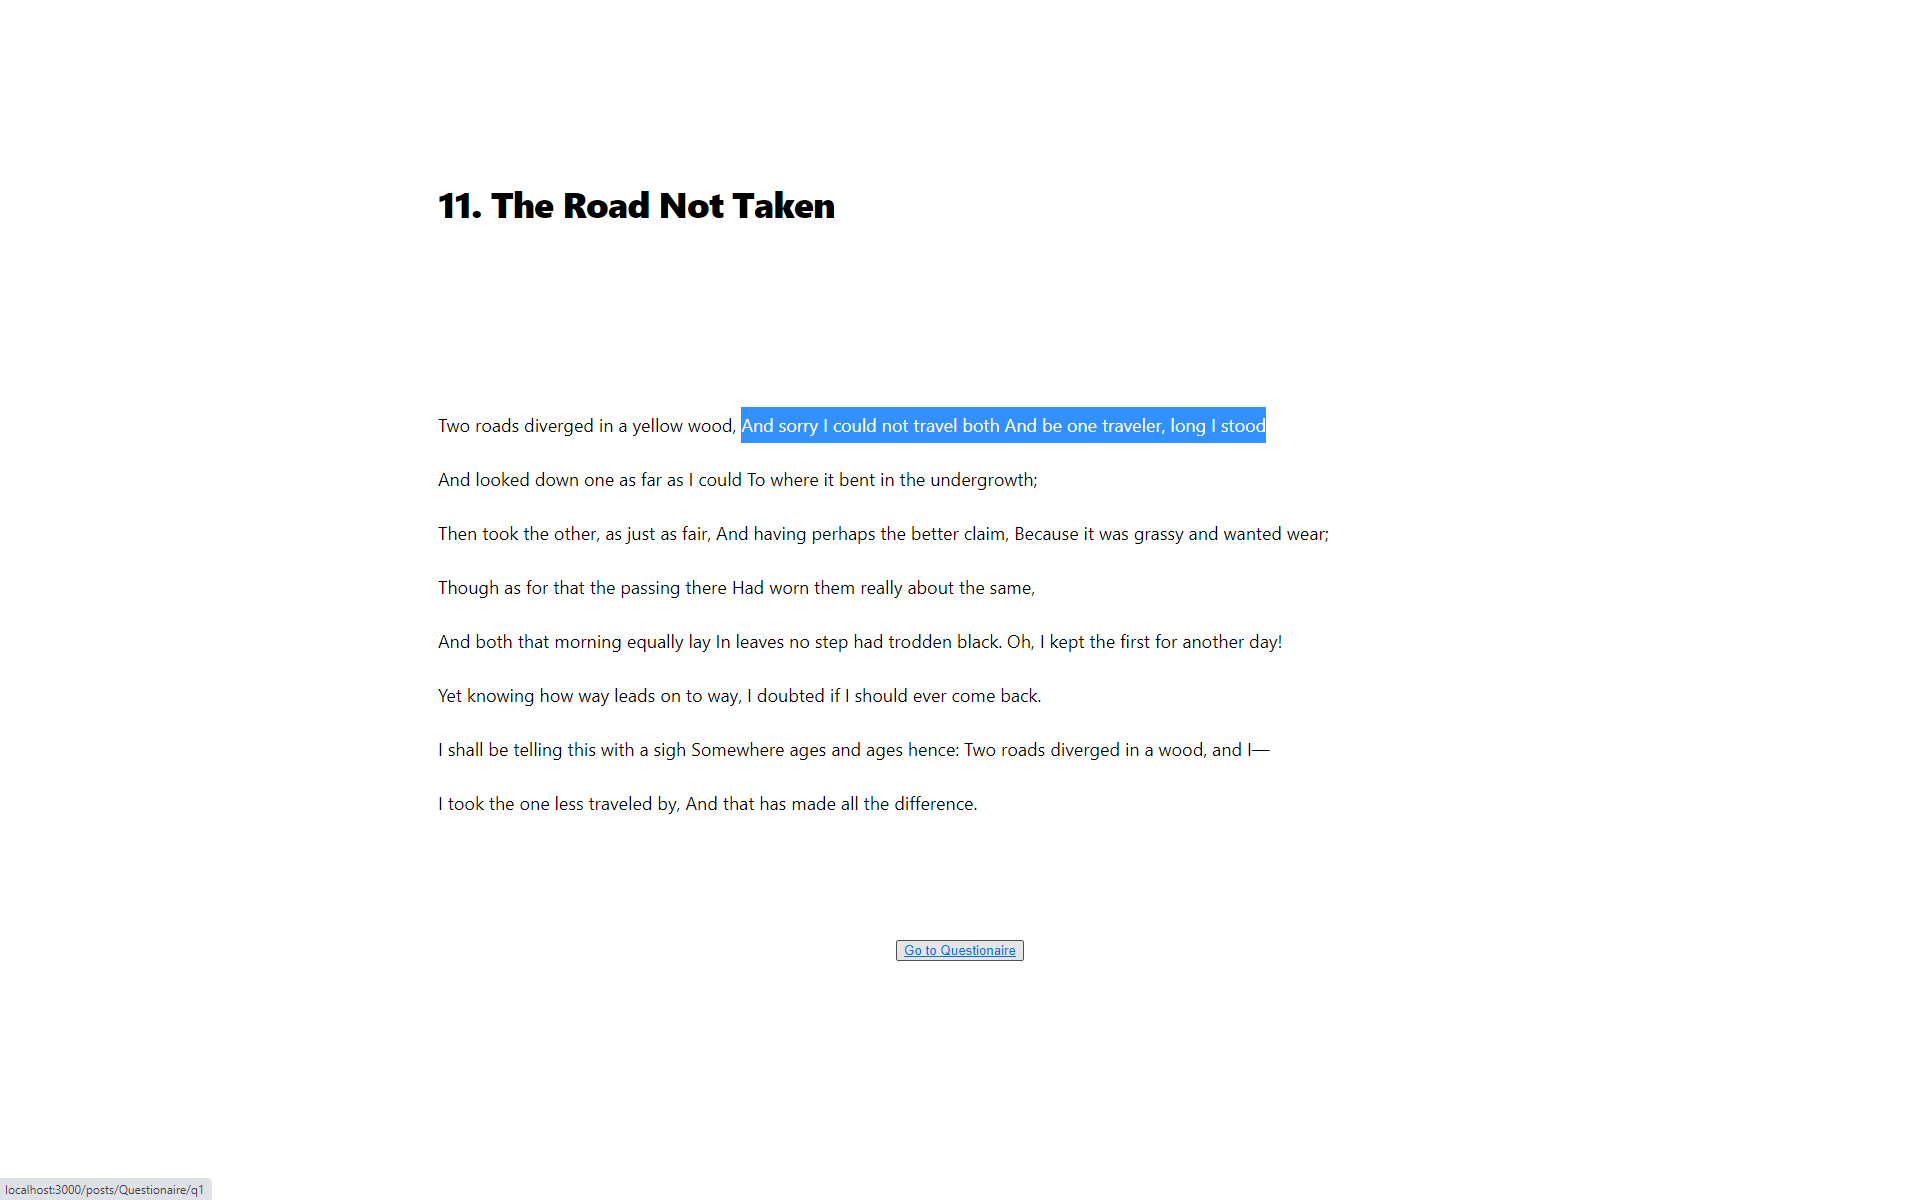 11. The Road Not Taken
Two roads diverged in a yellow wood, And sorry I could not travel both And be one traveler, long I stood
And looked down one as far as I could To where it bent in the undergrowth;
Then took the other, as just as fair, And having perhaps the better claim, Because it was grassy and wanted wear;
Though as for that the passing there Had worn them really about the same,
And both that morning equally lay In leaves no step had trodden black. Oh, I kept the first for another day!
Yet knowing how way leads on to way, I doubted if I should ever come back.
I shall be telling this with a sigh Somewhere ages and ages hence: Two roads diverged in a wood, and I—
I took the one less traveled by, And that has made all the difference.
Go to Questionaire
localhost:3000/posts/Questionaire/q1